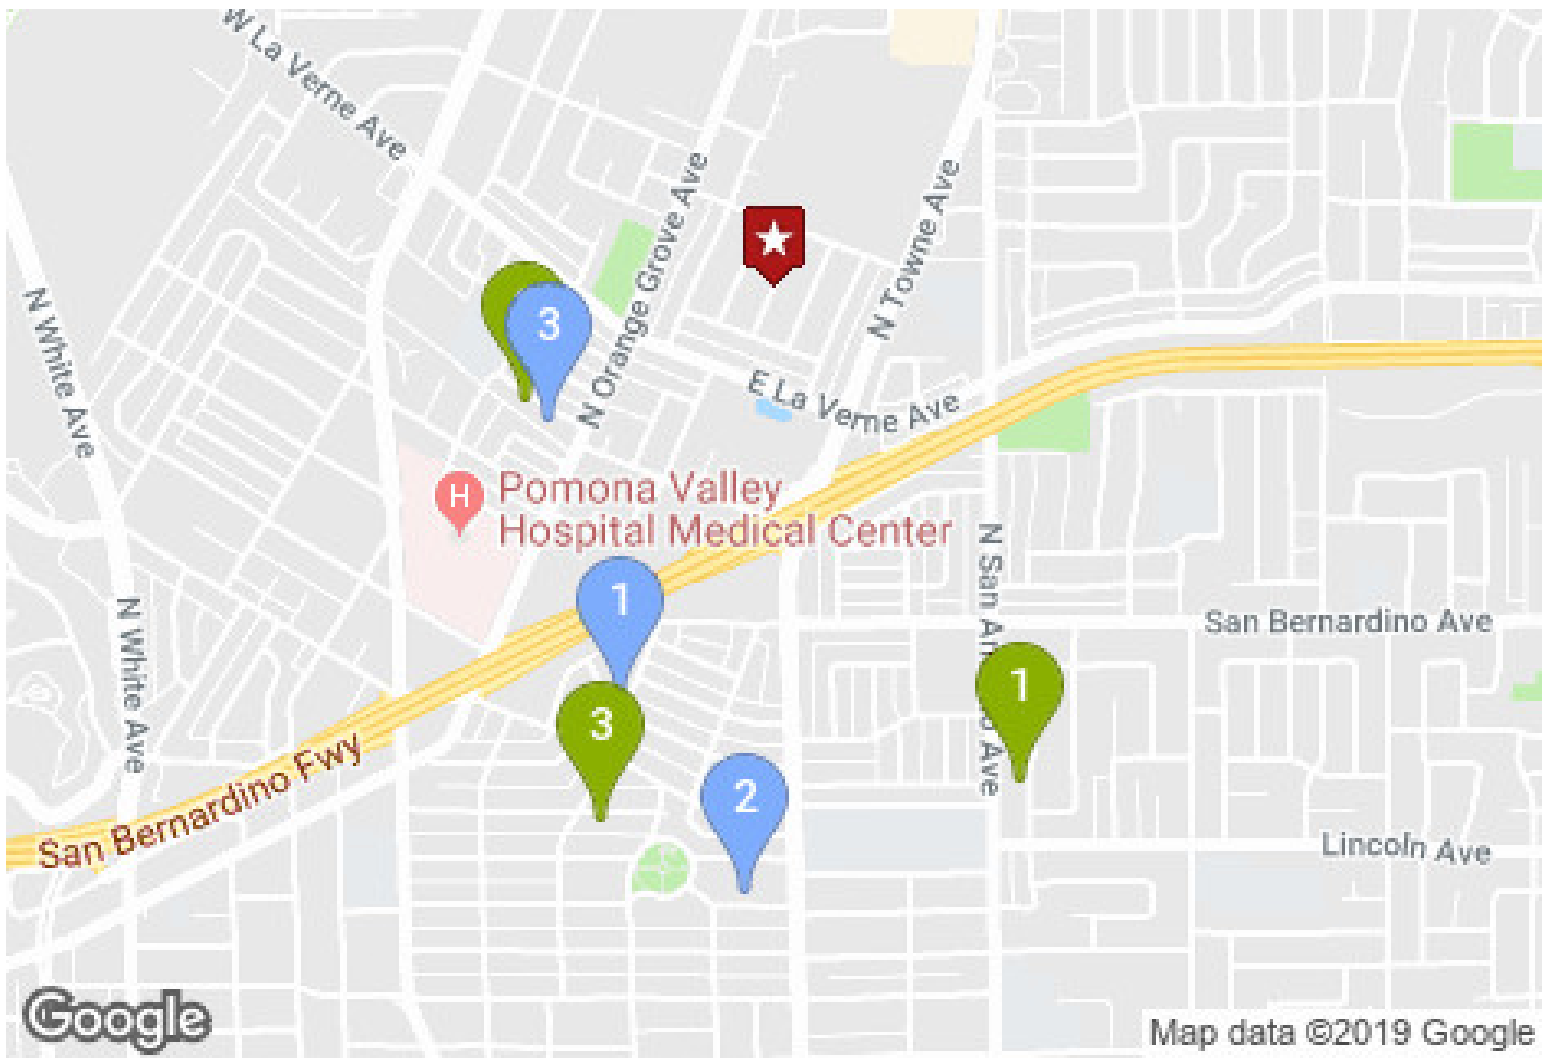 W La Verne Ave
N Orange Grove Ave
N Towne Ave
N White Ave
3
E La Verne Ave
H
Pomona Valley
Hospital Medical Center
N San An
o Ave
1
N White Ave
San Bernardino Ave
1
3
2
San Bernardino Fwy
Lincoln Ave
Google
Map data ©2019 Google